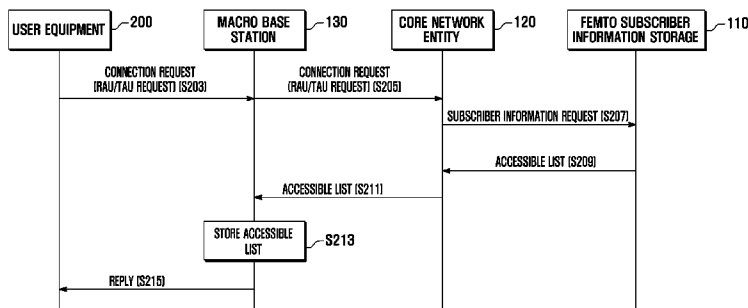 USER EQUIPMENT
200
MACRO BASE
STATION
130
CORE NETWORK
ENTITY
120
FEMTO SUBSCRIBER
INFORMATION STORAGE
110
CONNECTION REQUEST
(RAU/TAU REQUEST) (S203)
CONNECTION REQUEST
(RAU/TAU REQUEST) (S205)
SUBSCRIBER INFORMATION REQUEST (S207)
ACCESSIBLE LIST (S209)
ACCESSIBLE LIST (S211)
STORE ACCESSIBLE
LIST
S213
REPLY (S215)